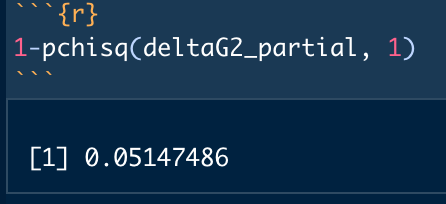 ```{r}
1-pchisq(deltaG2_partial, 1)
```
[1] 0.05147486